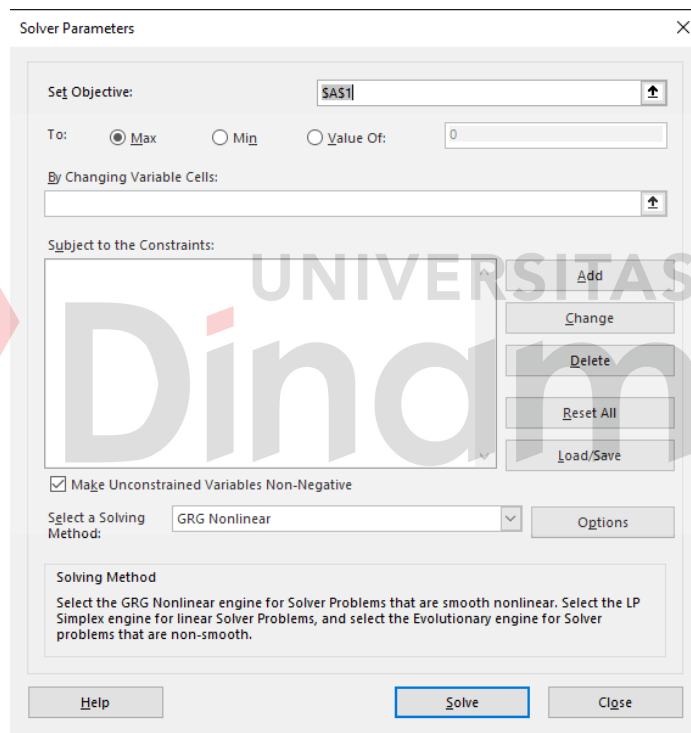 Solver Parameters
Set Objective:
$A$1
To:
Max
Min
Value Of:
0
By Changing Variable Cells:
Subject to the Constraints:
UNIVERSITAS
Dinam
Add
Change
Delete
Reset All
Load/Save
Make Unconstrained Variables Non-Negative
Select a Solving
Method:
GRG Nonlinear
Options
Solving Method
Select the GRG Nonlinear engine for Solver Problems that are smooth nonlinear. Select the LP
Simplex engine for linear Solver Problems, and select the Evolutionary engine for Solver
problems that are non-smooth.
Help
Solve
Close